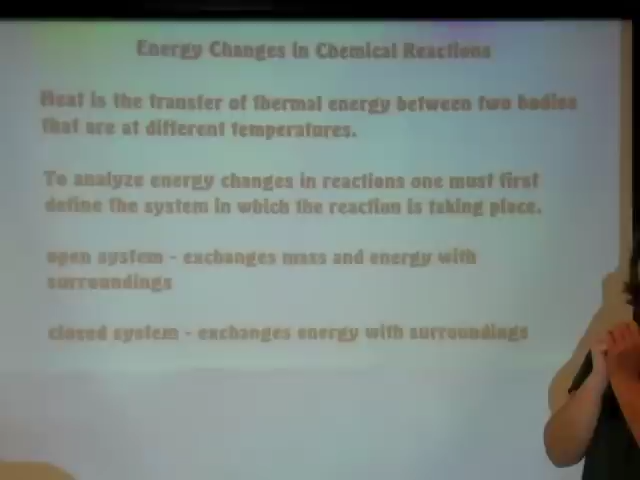 Energy Changes in Chemical Reactions
Heat is the transfer of thermal energy between two bodies
that are at different temperatures.
To analyze energy changes in reactions one must first
define the system in which the reaction is taking place.
open system - exchanges mass and energy with
surroundings
closed system - exchanges energy with surroundings